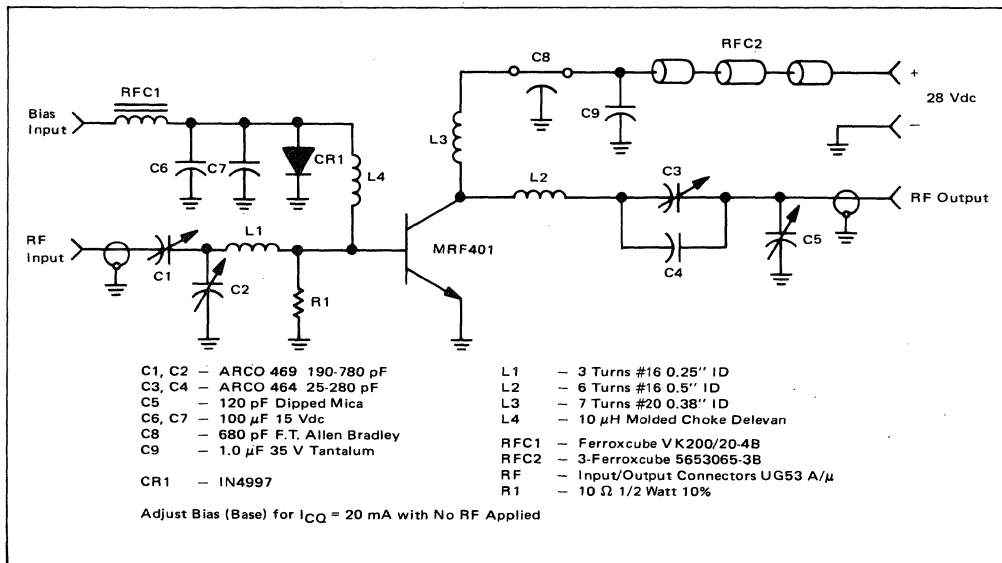 RFC2
C8
+
RFC1
28 Vdc
Bias
Input
C9
L3
–
CR1
C6
C7
L4
C3
L2
RF Output
RF
Input
L1
MRF401
C5
C1
C4
C2
R1
C1, C2 – ARCO 469 190-780 pF
C3, C4 – ARCO 464 25-280 pF
C5 – 120 pF Dipped Mica
C6, C7 – 100 μF 15 Vdc
C8 – 680 pF F.T. Allen Bradley
C9 – 1.0 μF 35 V Tantalum
CR1 – IN4997
L1 – 3 Turns #16 0.25'' ID
L2 – 6 Turns #16 0.5'' ID
L3 – 7 Turns #20 0.38'' ID
L4 – 10 μH Molded Choke Delevan
RFC1 – Ferroxcube VK200/20-4B
RFC2 – 3-Ferroxcube 5653065-3B
RF – Input/Output Connectors UG53 A/μ
R1 – 10 Ω 1/2 Watt 10%
Adjust Bias (Base) for ICQ = 20 mA with No RF Applied